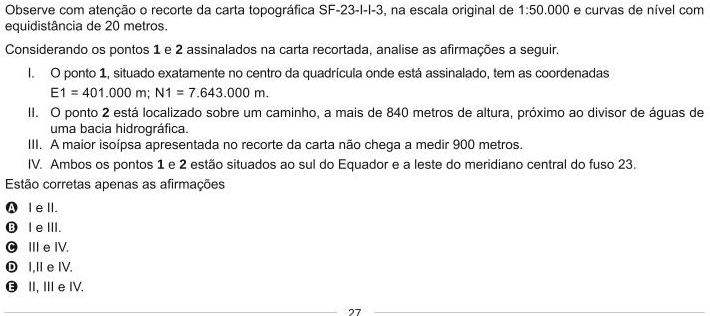 Observe com atenção o recorte da carta topográfica SF-23-I-I-3, na escala original de 1:50.000 e curvas de nível com
equidistância de 20 metros.
Considerando os pontos 1 e 2 assinalados na carta recortada, analise as afirmações a seguir.
I. O ponto 1, situado exatamente no centro da quadrícula onde está assinalado, tem as coordenadas
E1 = 401.000 m; N1 = 7.643.000 m.
II. O ponto 2 está localizado sobre um caminho, a mais de 840 metros de altura, próximo ao divisor de águas de
uma bacia hidrográfica.
III. A maior isoípsa apresentada no recorte da carta não chega a medir 900 metros.
IV. Ambos os pontos 1 e 2 estão situados ao sul do Equador e a leste do meridiano central do fuso 23.
Estão corretas apenas as afirmações
A I e II.
B I e III.
C III e IV.
D I,II e IV.
E II, III e IV.
27